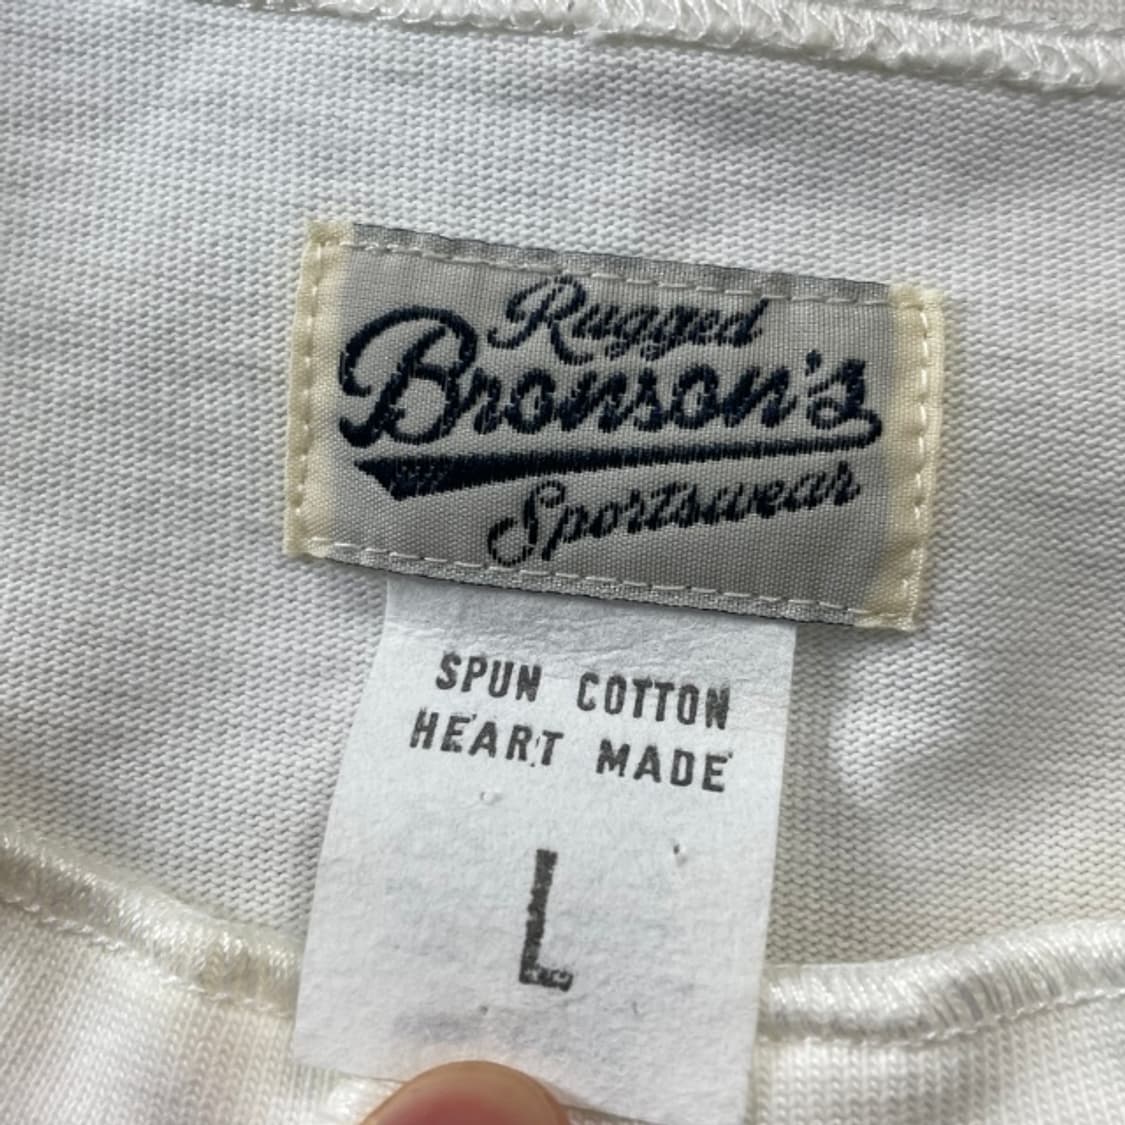 Rugged
Bronson's
Sportswear
SPUN COTTON
HEART MADE
L